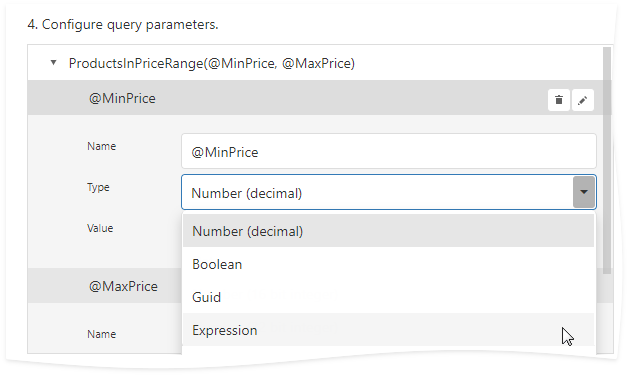 4. Configure query parameters.
ProductsInPriceRange(@MinPrice, @MaxPrice)
@MinPrice
Name
@MinPrice
Type
Number (decimal)
Value
Number (decimal)
Boolean
Guid
@MaxPrice
Expression
Name